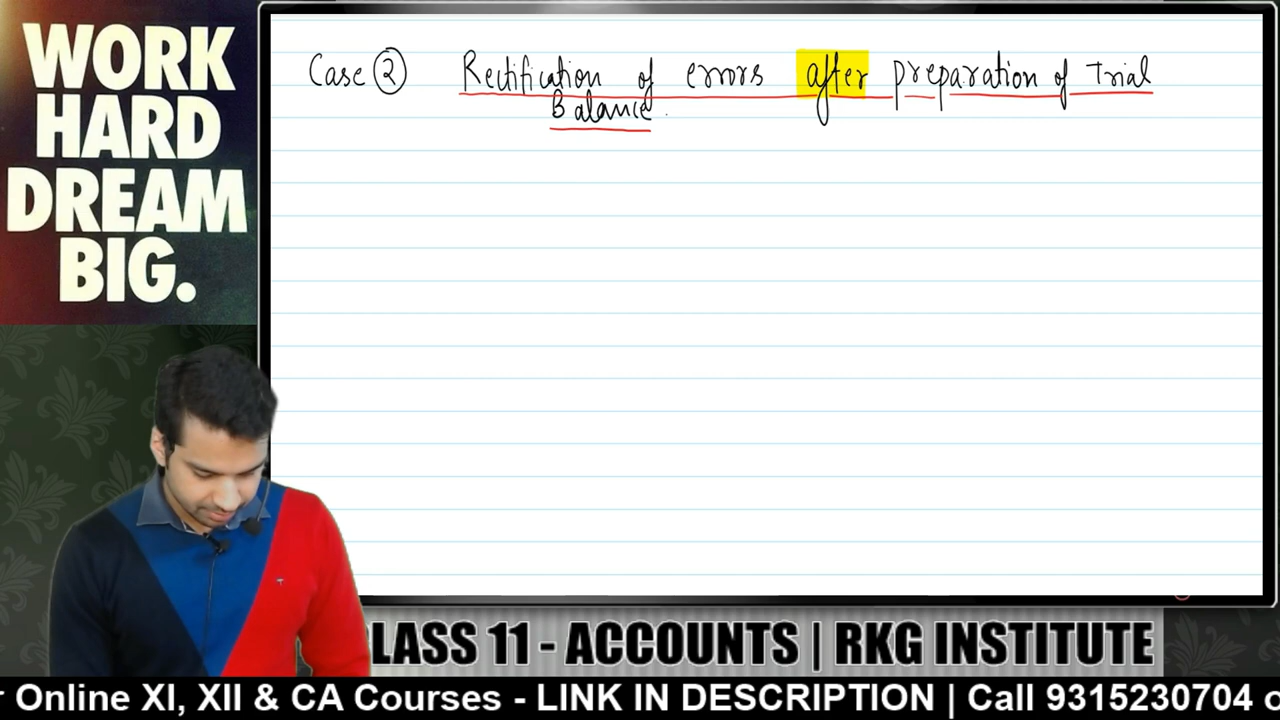 WORK
HARD
DREAM
BIG.
Case ② Rectification of errors after preparation of Trial
Balance.
LASS 11 - ACCOUNTS | RKG INSTITUTE
r Online XI, XII & CA Courses - LINK IN DESCRIPTION | Call 9315230704 o